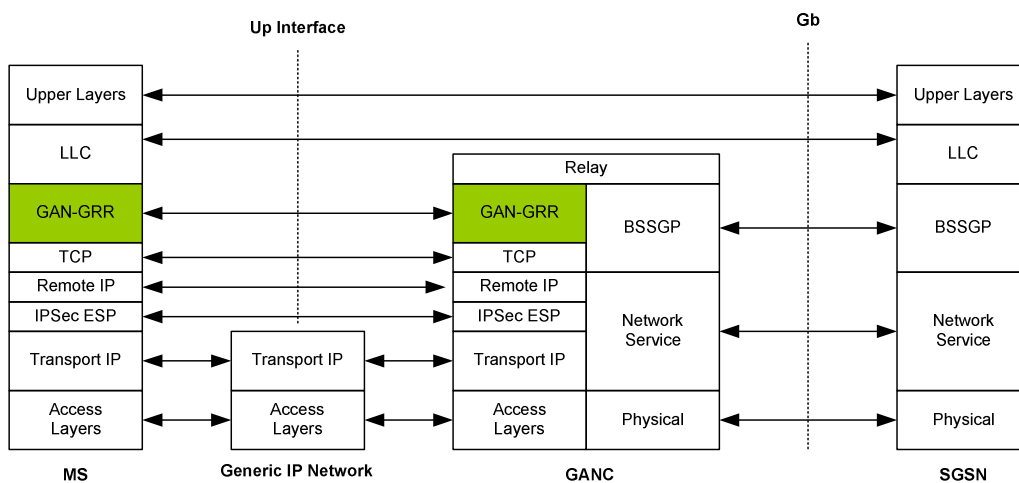 Up Interface
Gb
Upper Layers
Upper Layers
LLC
LLC
Relay
GAN-GRR
GAN-GRR
BSSGP
BSSGP
TCP
TCP
Remote IP
Remote IP
IPSec ESP
IPSec ESP
Network
Service
Network
Service
Transport IP
Transport IP
Transport IP
Access
Layers
Access
Layers
Access
Layers
Physical
Physical
MS
Generic IP Network
GANC
SGSN